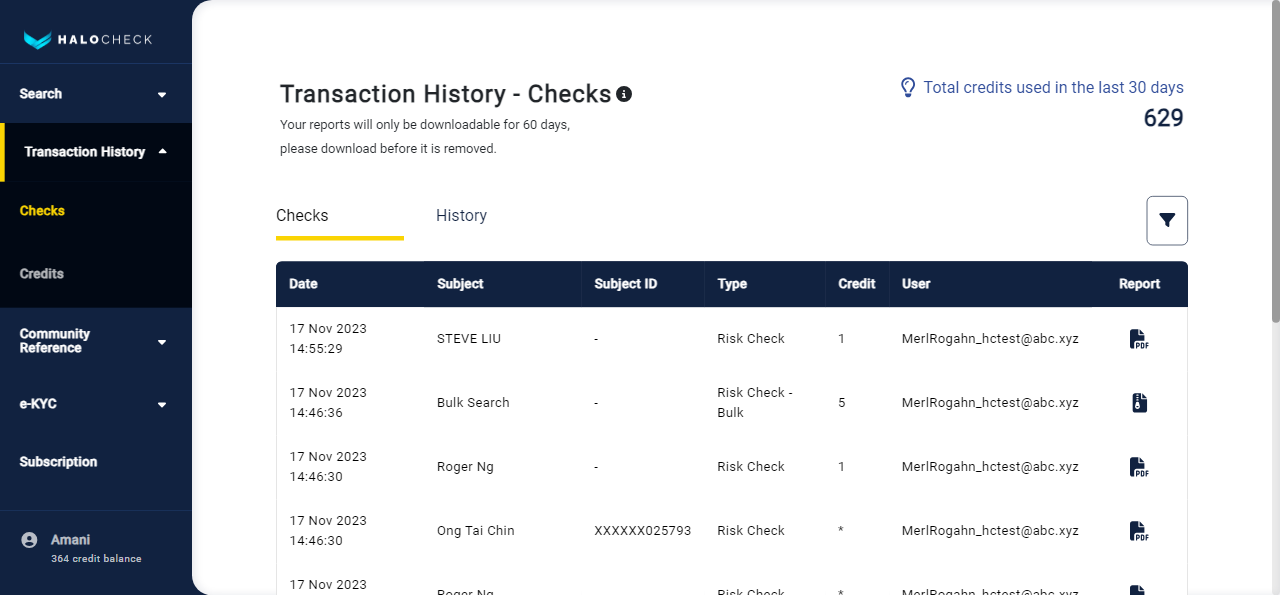 HALOCHECK
Search
Transaction History
Checks
Credits
Community
Reference
e-KYC
Subscription
Amani
364 credit balance
Transaction History - Checks
Your reports will only be downloadable for 60 days,
please download before it is removed.
Total credits used in the last 30 days
629
Checks History
Date Subject Subject ID Type Credit User Report
17 Nov 2023
14:55:29
STEVE LIU - Risk Check 1 MerlRogahn_hctest@abc.xyz PDF
17 Nov 2023
14:46:36
Bulk Search - Risk Check -
Bulk
5 MerlRogahn_hctest@abc.xyz
17 Nov 2023
14:46:30
Roger Ng - Risk Check 1 MerlRogahn_hctest@abc.xyz PDF
17 Nov 2023
14:46:30
Ong Tai Chin XXXXXX025793 Risk Check * MerlRogahn_hctest@abc.xyz PDF
17 Nov 2023
Roger Ng - Risk Check * MerlRogahn_hctest@abc.xyz